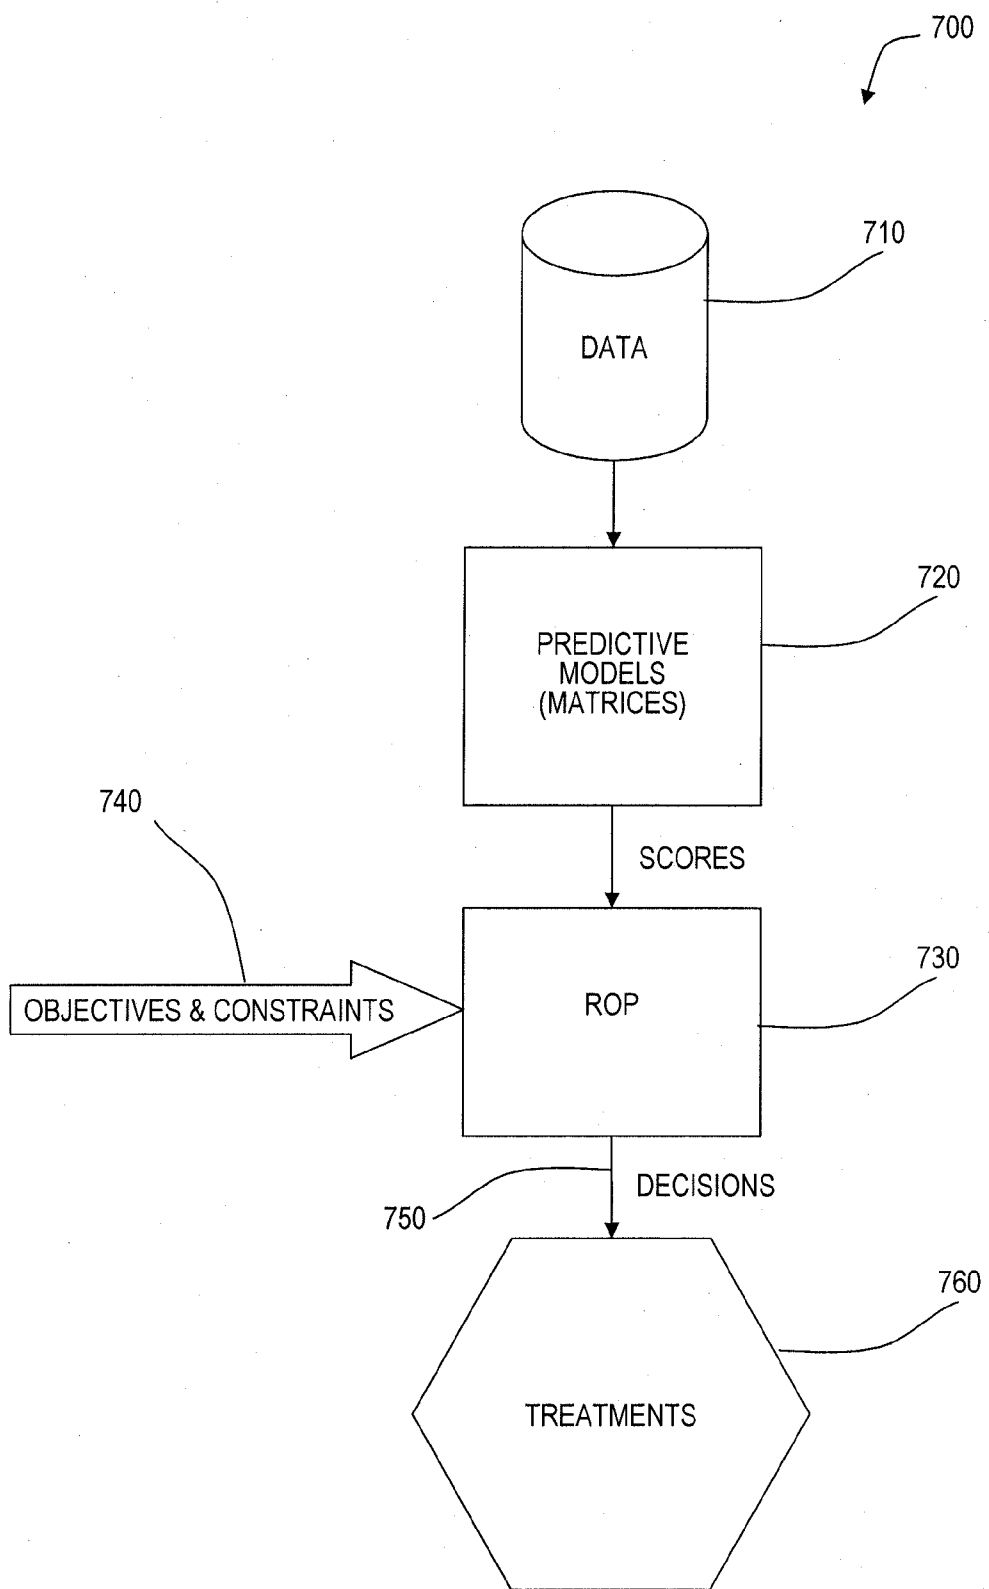 700
710
DATA
720
PREDICTIVE
MODELS
(MATRICES)
740
SCORES
730
OBJECTIVES & CONSTRAINTS
ROP
750
DECISIONS
760
TREATMENTS